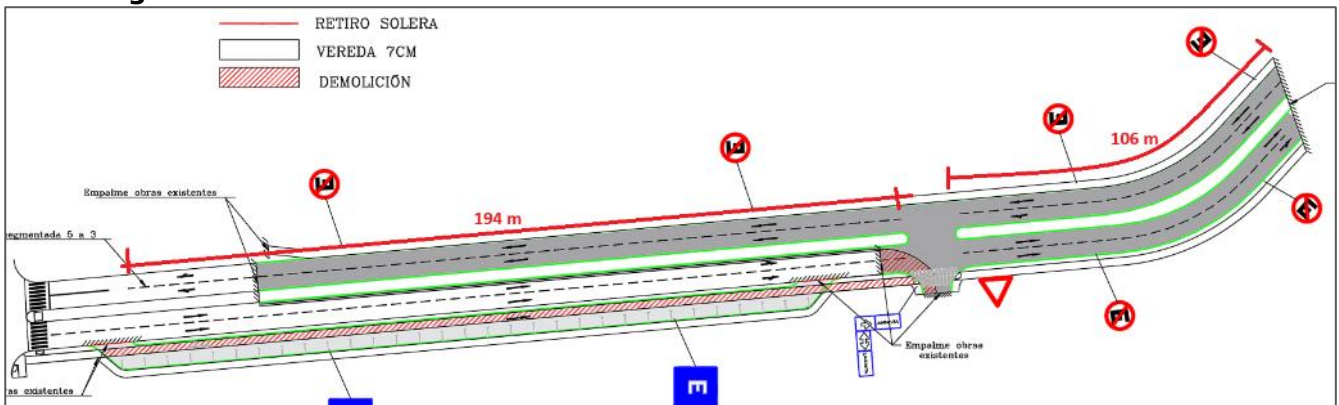 RETIRO SOLERA
VEREDA 7CM
DEMOLICIÓN
106 m
E
E
E
E
194 m
Empalme obras existentes
segmentada 5 a 3
E
E
Empalme obras
existentes
as existentes
E